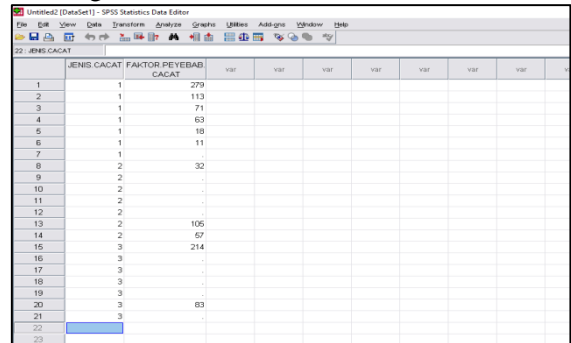 Untitled2 [DataSet1] - SPSS Statistics Data Editor
File Edit View Data Transform Analyze Graphs Utilities Add-ons Window Help
22 : JENIS.CACAT
JENIS.CACAT FAKTOR.PEYEBAB. CACAT var var var var var var var
1 1 279
2 1 113
3 1 71
4 1 63
5 1 18
6 1 11
7 1 .
8 2 32
9 2 .
10 2 .
11 2 .
12 2 .
13 2 105
14 2 57
15 3 214
16 3 .
17 3 .
18 3 .
19 3 .
20 3 83
21 3 .
22
23